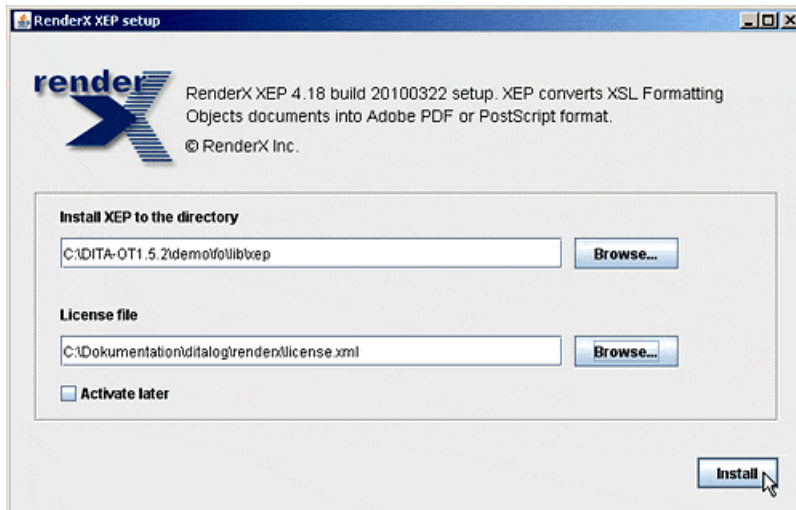 RenderX XEP setup
render
X
RenderX XEP 4.18 build 20100322 setup. XEP converts XSL Formatting
Objects documents into Adobe PDF or PostScript format.
© RenderX Inc.
Install XEP to the directory
C:\DITA-OT1.5.2\demo\fo\lib\xep
Browse...
License file
C:\Dokumentation\ditalog\renderx\license.xml
Browse...
Activate later
Install